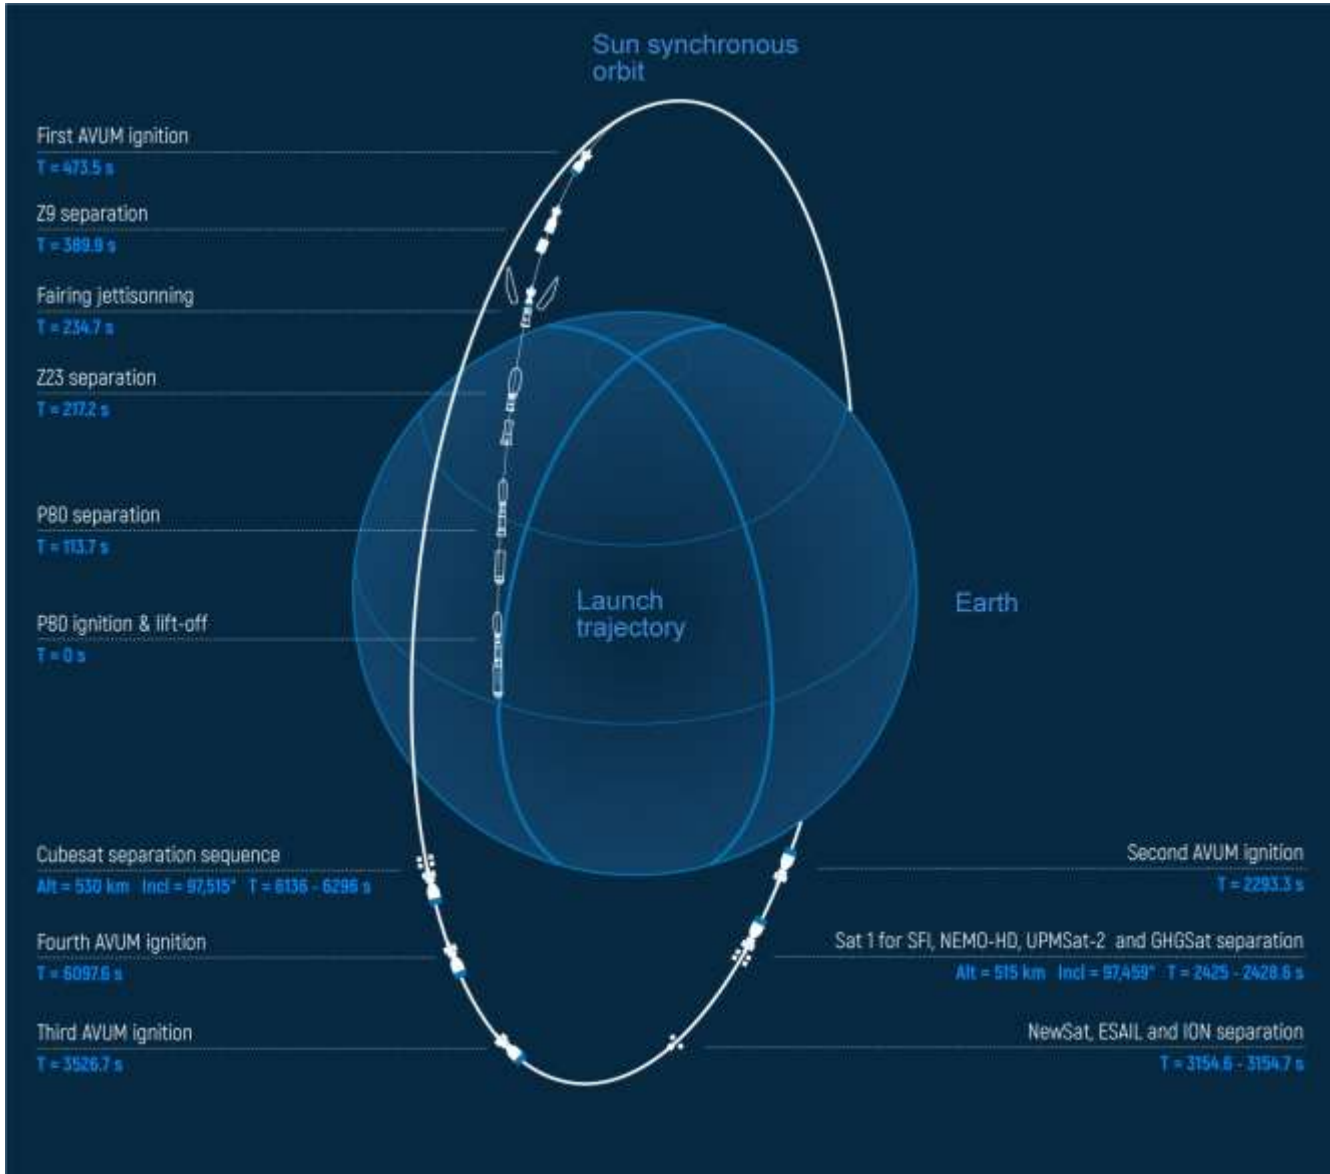 Sun synchronous
orbit
First AVUM ignition
T = 473.5 s
Z9 separation
T = 389.9 s
Fairing jettisonning
T = 234.7 s
Z23 separation
T = 217.2 s
P80 separation
T = 113.7 s
P80 ignition & lift-off
T = 0 s
Launch
trajectory
Earth
Cubesat separation sequence
Alt = 530 km Incl = 97,515° T = 6136 - 6296 s
Fourth AVUM ignition
T = 6097.6 s
Third AVUM ignition
T = 3526.7 s
Second AVUM ignition
T = 2293.3 s
Sat 1 for SFI, NEMO-HD, UPMSat-2 and GHGSat separation
Alt = 515 km Incl = 97,459° T = 2425 - 2428.6 s
NewSat, ESAIL and ION separation
T = 3154.6 - 3154.7 s